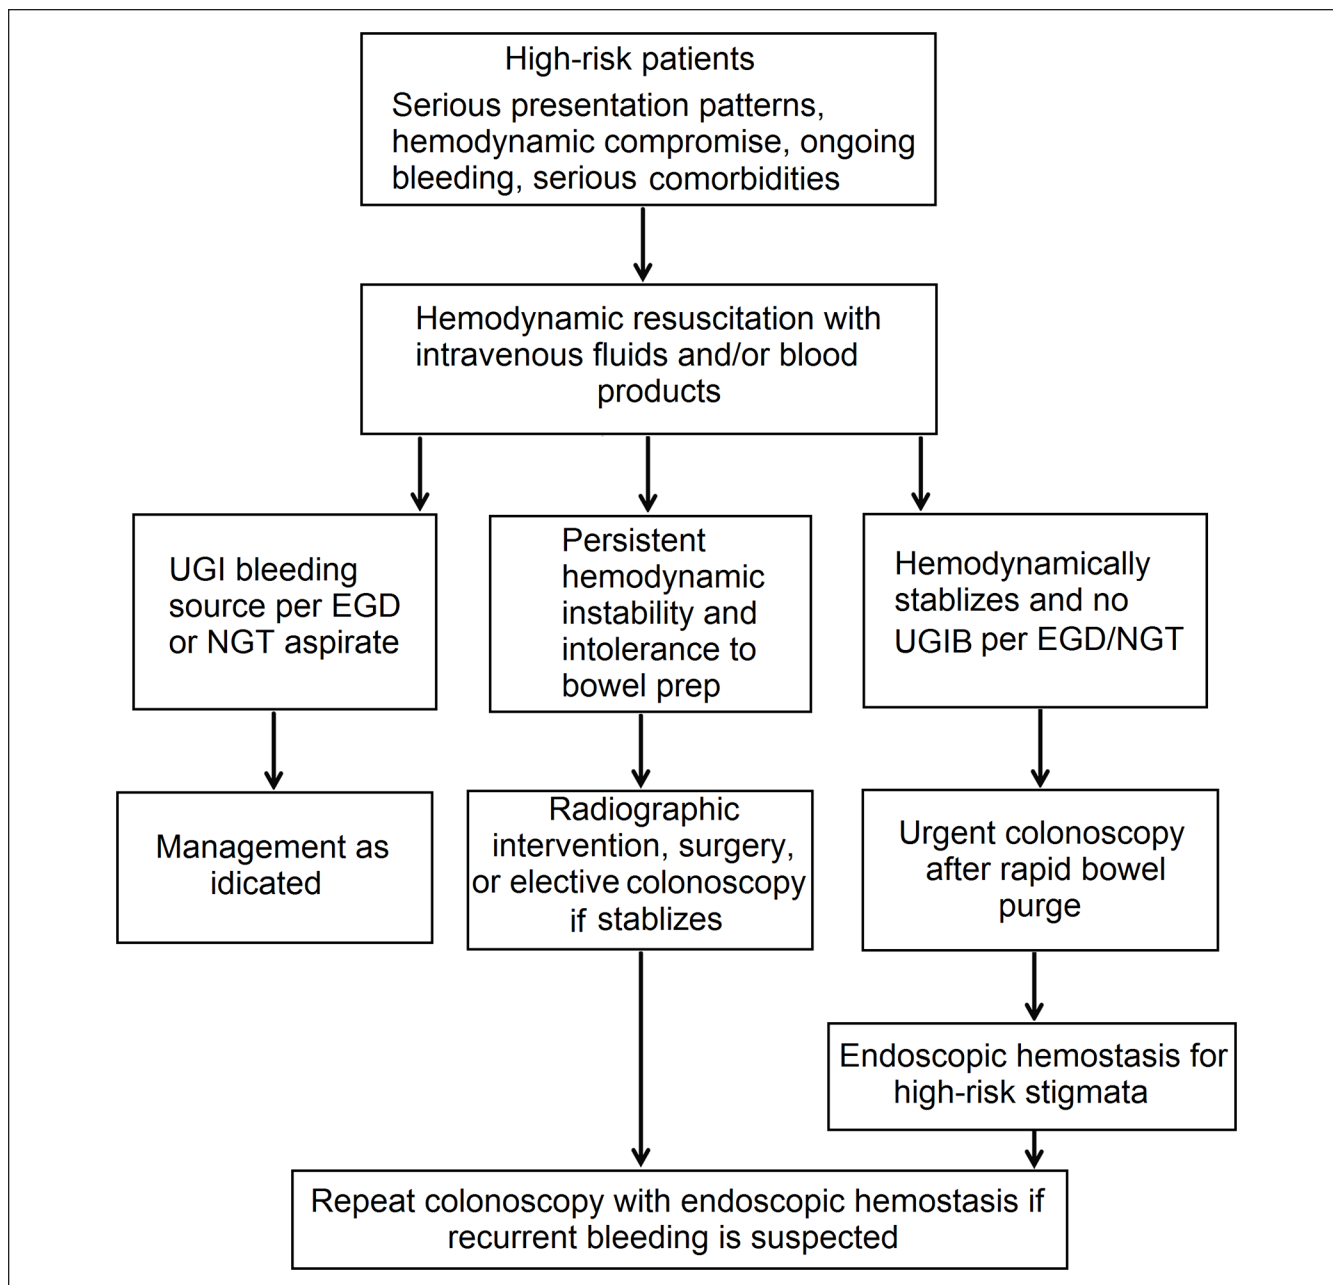 High-risk patients
Serious presentation patterns,
hemodynamic compromise, ongoing
bleeding, serious comorbidities
Hemodynamic resuscitation with
intravenous fluids and/or blood
products
UGI bleeding
source per EGD
or NGT aspirate
Persistent
hemodynamic
instability and
intolerance to
bowel prep
Hemodynamically
stablizes and no
UGIB per EGD/NGT
Management as
idicated
Radiographic
intervention, surgery,
or elective colonoscopy
if stablizes
Urgent colonoscopy
after rapid bowel
purge
Endoscopic hemostasis for
high-risk stigmata
Repeat colonoscopy with endoscopic hemostasis if
recurrent bleeding is suspected